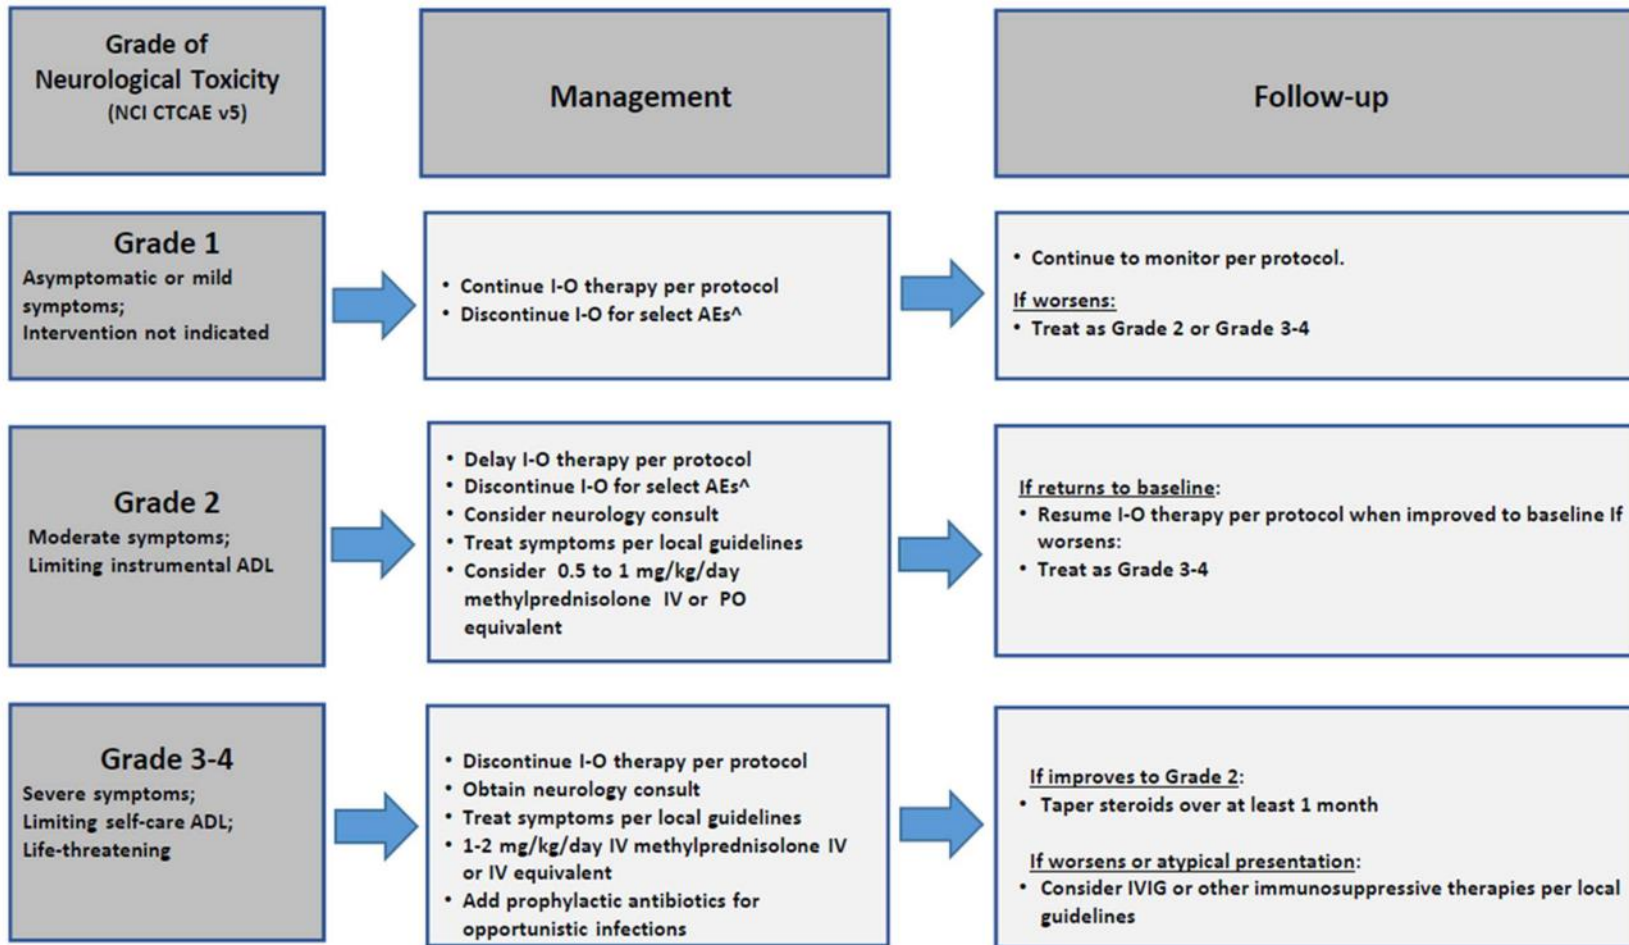 Grade of
Neurological Toxicity
(NCI CTCAE v5)
Management
Follow-up
Grade 1
Asymptomatic or mild
symptoms;
Intervention not indicated
• Continue I-O therapy per protocol
• Discontinue I-O for select AEs^
• Continue to monitor per protocol.
If worsens:
• Treat as Grade 2 or Grade 3-4
Grade 2
Moderate symptoms;
Limiting instrumental ADL
• Delay I-O therapy per protocol
• Discontinue I-O for select AEs^
• Consider neurology consult
• Treat symptoms per local guidelines
• Consider 0.5 to 1 mg/kg/day
methylprednisolone IV or PO
equivalent
If returns to baseline:
• Resume I-O therapy per protocol when improved to baseline If
worsens:
• Treat as Grade 3-4
Grade 3-4
Severe symptoms;
Limiting self-care ADL;
Life-threatening
• Discontinue I-O therapy per protocol
• Obtain neurology consult
• Treat symptoms per local guidelines
• 1-2 mg/kg/day IV methylprednisolone IV
or IV equivalent
• Add prophylactic antibiotics for
opportunistic infections
If improves to Grade 2:
• Taper steroids over at least 1 month
If worsens or atypical presentation:
• Consider IVIG or other immunosuppressive therapies per local
guidelines